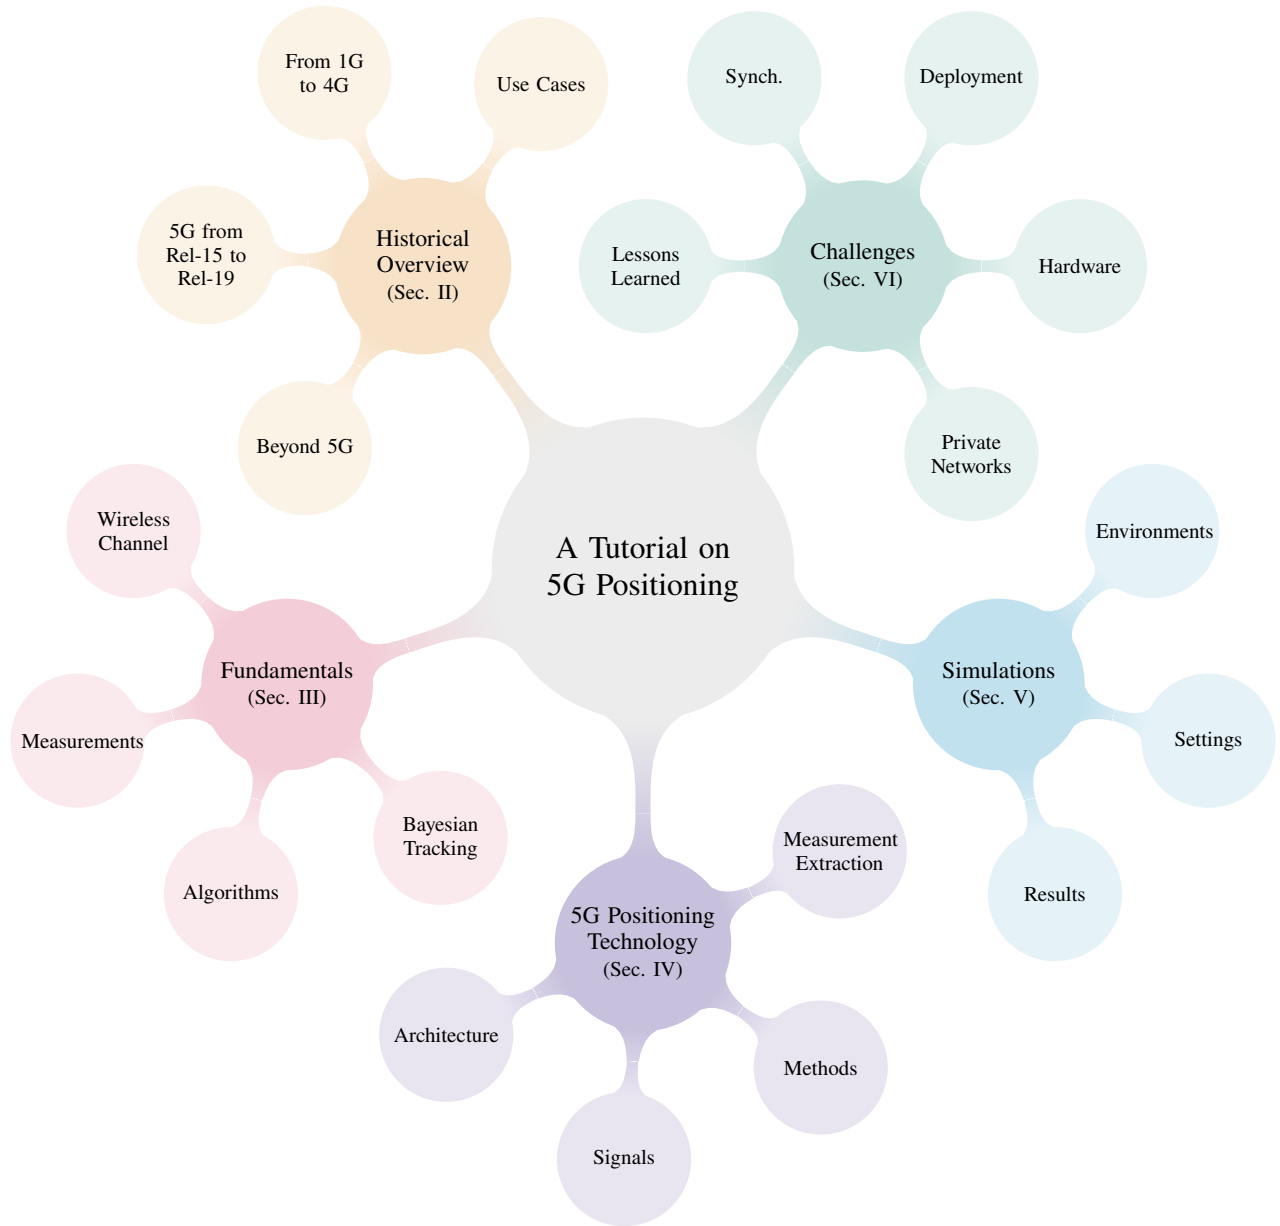 From 1G
to 4G
Use Cases
5G from
Rel-15 to
Rel-19
Historical
Overview
(Sec. II)
Beyond 5G
Synch.
Deployment
Lessons
Learned
Challenges
(Sec. VI)
Hardware
Private
Networks
A Tutorial on
5G Positioning
Wireless
Channel
Fundamentals
(Sec. III)
Measurements
Algorithms
Bayesian
Tracking
Environments
Simulations
(Sec. V)
Settings
Results
Measurement
Extraction
5G Positioning
Technology
(Sec. IV)
Architecture
Methods
Signals